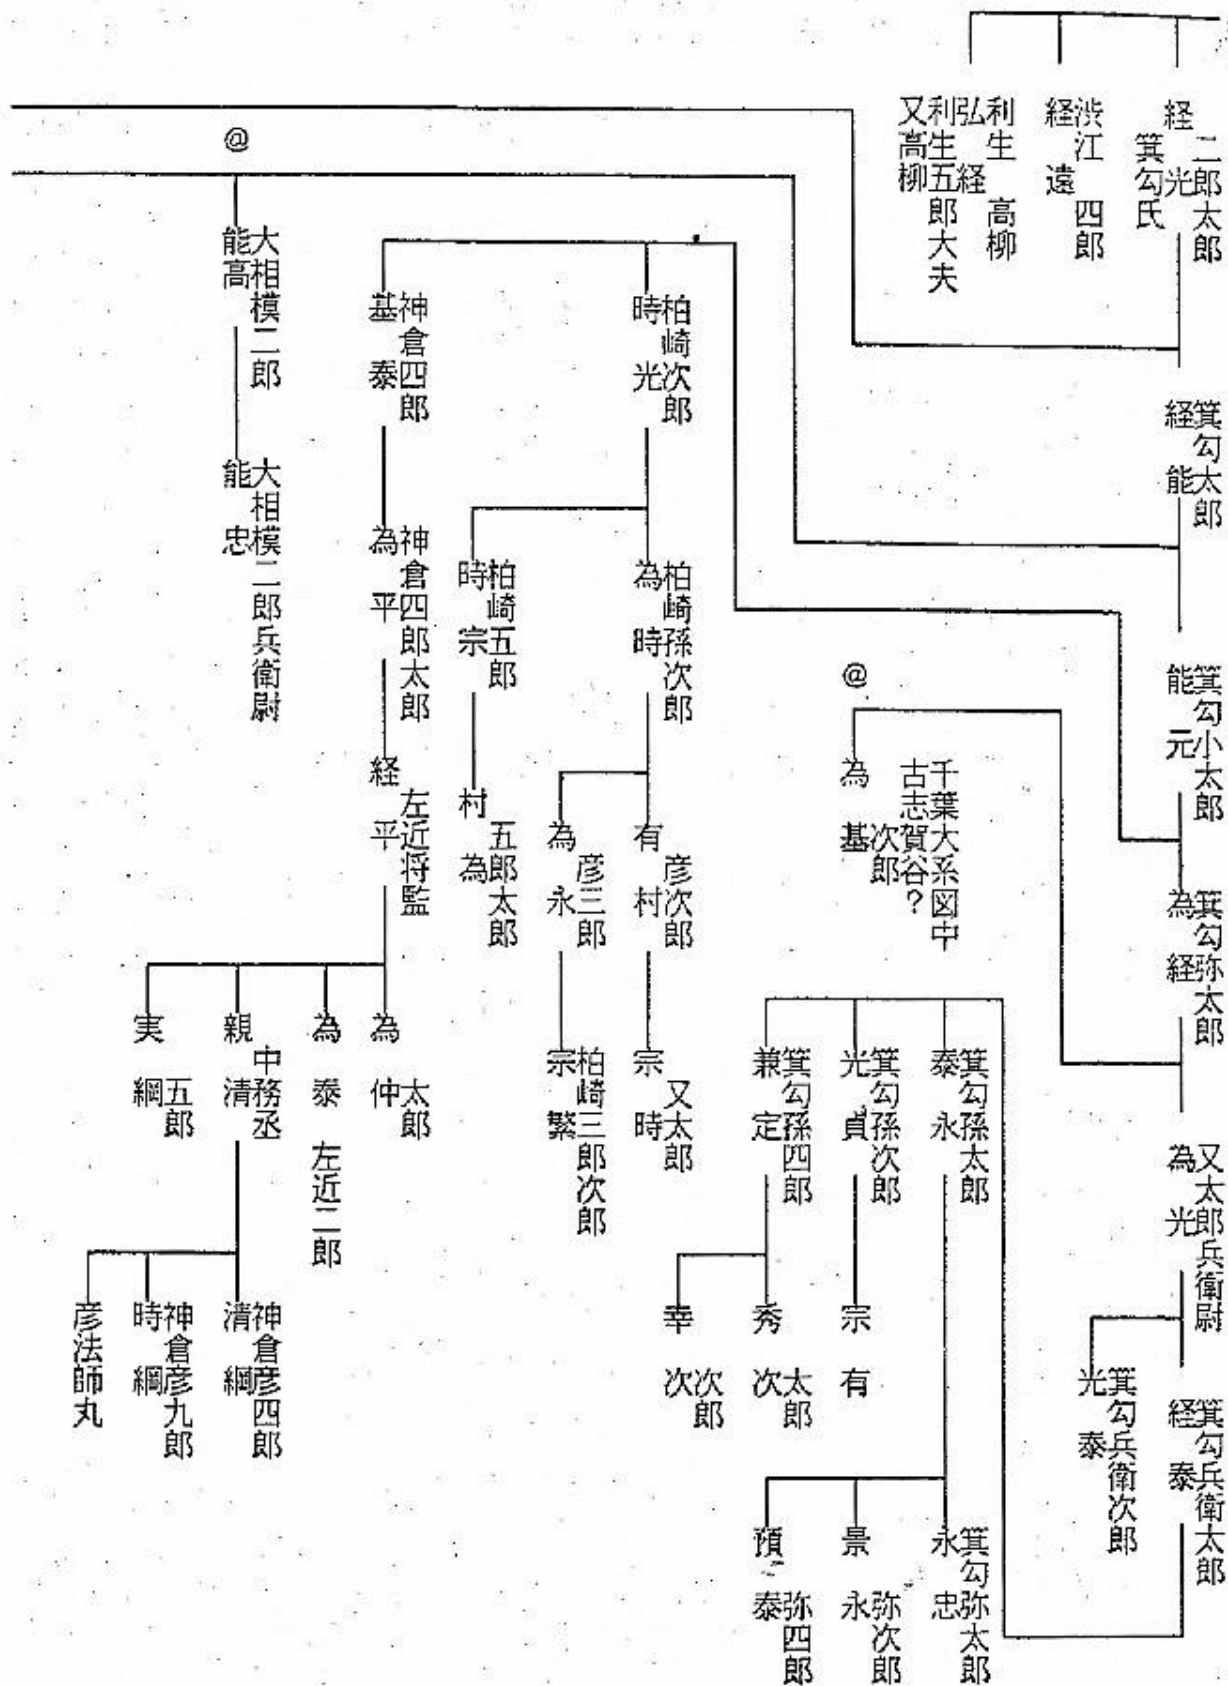 二郎太郎
経光
箕勾氏
渋江四郎
経遠
利生高柳
弘経
利生五郎大夫
又高柳
箕勾太郎
経能
箕勾小太郎
能元
箕勾弥太郎
為経
又太郎兵衛尉
為光
箕勾兵衛太郎
経泰
箕勾兵衛次郎
光泰
@
千葉大系図中
古志賀谷?
次郎
為基
箕勾孫太郎
泰永
箕勾孫次郎
光貞
箕勾孫四郎
兼定
箕勾弥太郎
永忠
弥次郎
景永
弥四郎
預泰
宗有
太郎
秀次
次郎
幸次
柏崎次郎
時光
柏崎孫次郎
為時
柏崎五郎
時宗
彦次郎
有村
彦三郎
為永
五郎太郎
村為
又太郎
宗時
柏崎三郎次郎
宗繁
神倉四郎
基泰
神倉四郎太郎
為平
左近将監
経平
太郎
為仲
左近二郎
為泰
中務丞
親清
五郎
実綱
神倉彦四郎
清綱
神倉彦九郎
時綱
彦法師丸
@
大相模二郎
能高
大相模二郎兵衛尉
能忠